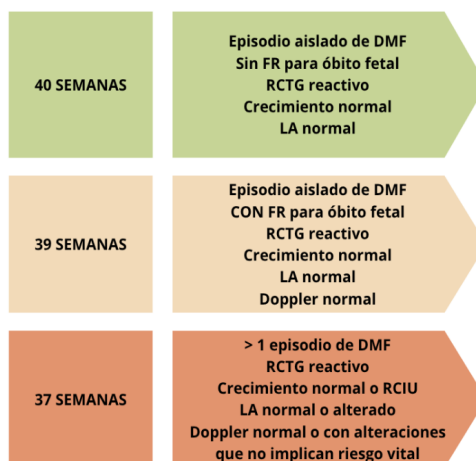 40 SEMANAS
Episodio aislado de DMF
Sin FR para óbito fetal
RCTG reactivo
Crecimiento normal
LA normal
39 SEMANAS
Episodio aislado de DMF
CON FR para óbito fetal
RCTG reactivo
Crecimiento normal
LA normal
Doppler normal
37 SEMANAS
> 1 episodio de DMF
RCTG reactivo
Crecimiento normal o RCIU
LA normal o alterado
Doppler normal o con alteraciones
que no implican riesgo vital